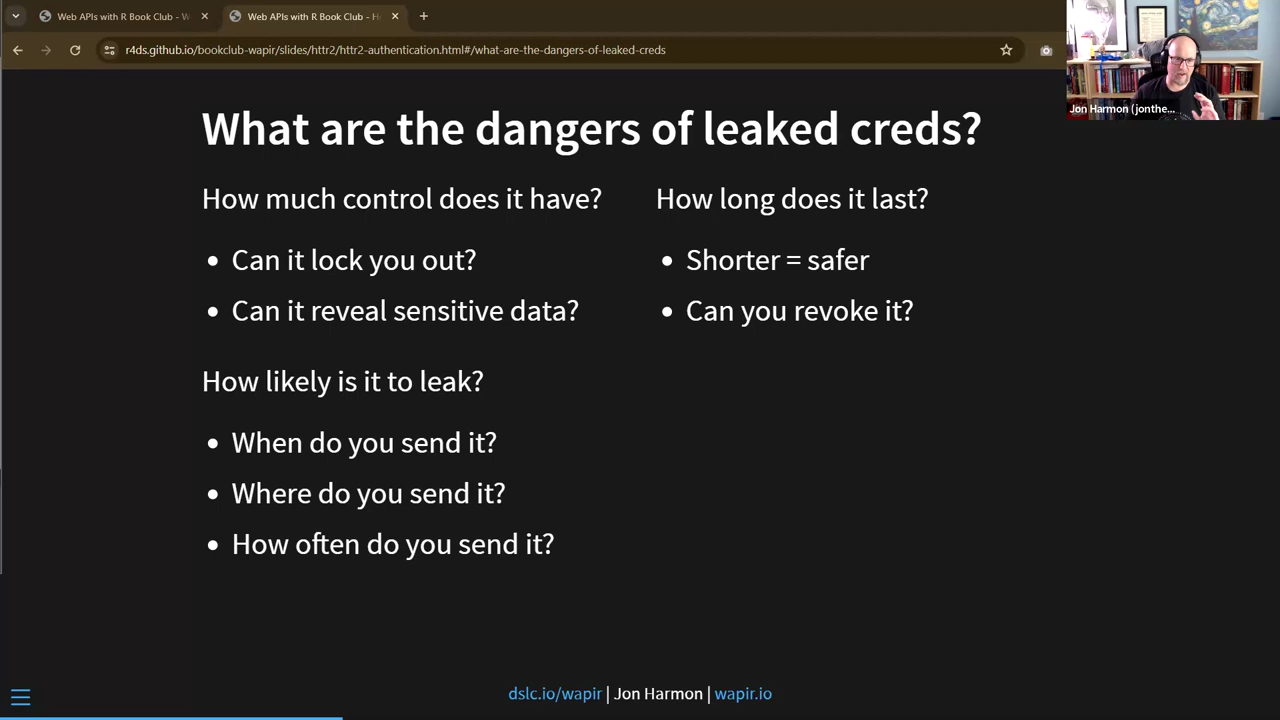 Web APIs with R Book Club - W
Web APIs with R Book Club - H
r4ds.github.io/bookclub-wapir/slides/httr2/httr2-authentication.html#/what-are-the-dangers-of-leaked-creds
Jon Harmon (jonthe...
What are the dangers of leaked creds?
How much control does it have?
• Can it lock you out?
• Can it reveal sensitive data?
How long does it last?
• Shorter = safer
• Can you revoke it?
How likely is it to leak?
• When do you send it?
• Where do you send it?
• How often do you send it?
dslc.io/wapir | Jon Harmon | wapir.io